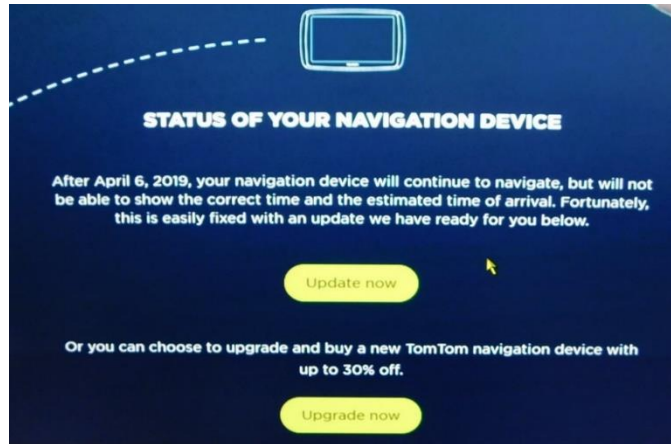 STATUS OF YOUR NAVIGATION DEVICE
After April 6, 2019, your navigation device will continue to navigate, but will not
be able to show the correct time and the estimated time of arrival. Fortunately,
this is easily fixed with an update we have ready for you below.
Update now
Or you can choose to upgrade and buy a new TomTom navigation device with
up to 30% off.
Upgrade now